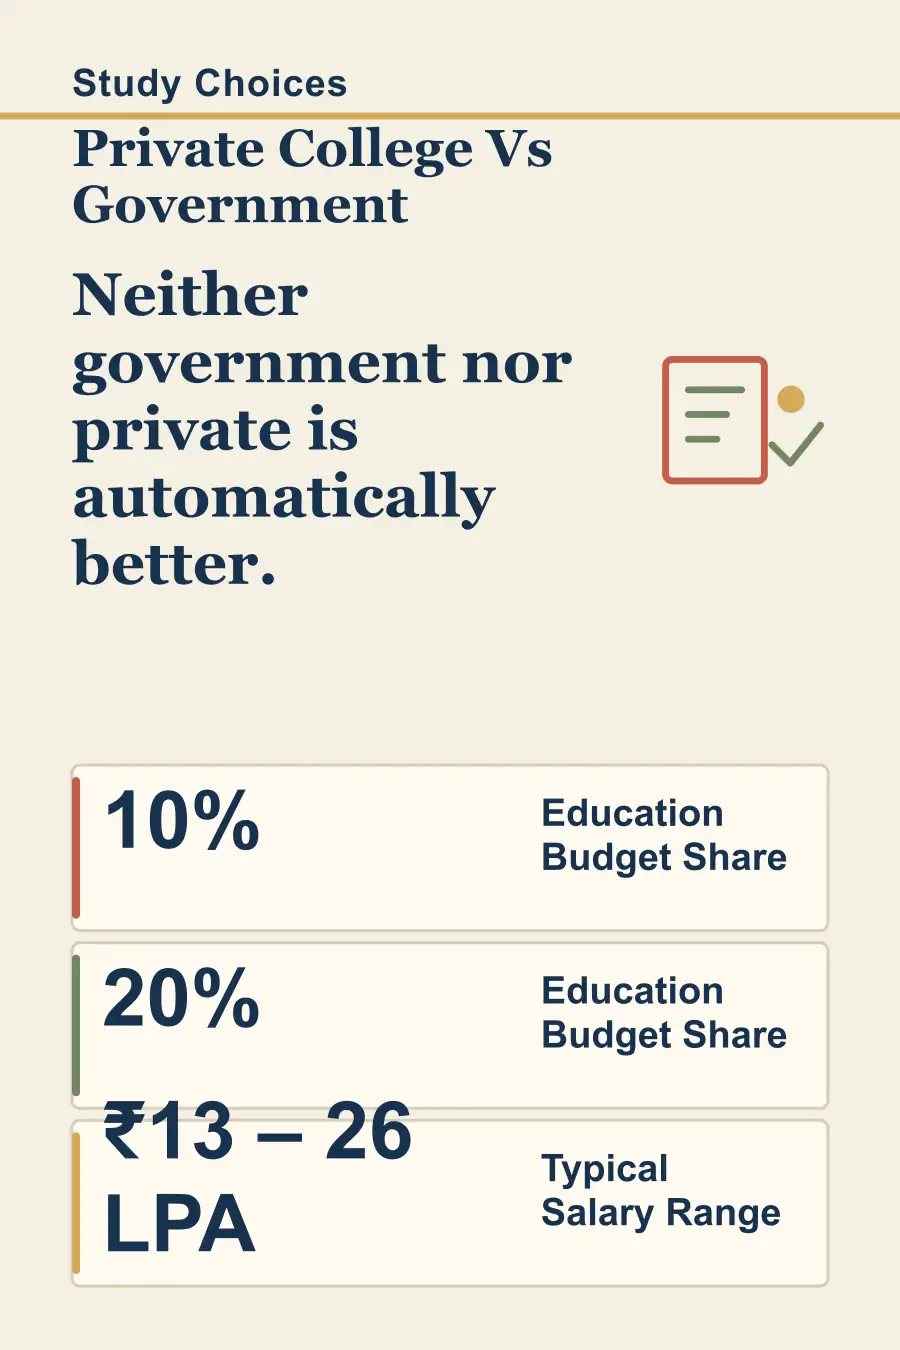 Study Choices
Private College Vs
Government
Neither
government nor
private is
automatically
better.
10%
Education
Budget Share
20%
Education
Budget Share
₹13 – 26
LPA
Typical
Salary Range